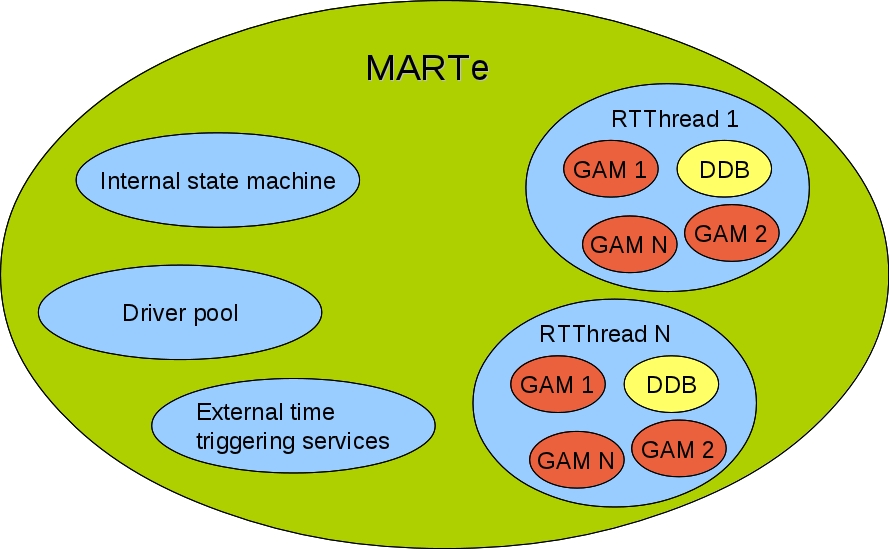 MARTe
RTThread 1
GAM 1
DDB
GAM N
GAM 2
Internal state machine
Driver pool
External time
triggering services
RTThread N
GAM 1
DDB
GAM N
GAM 2